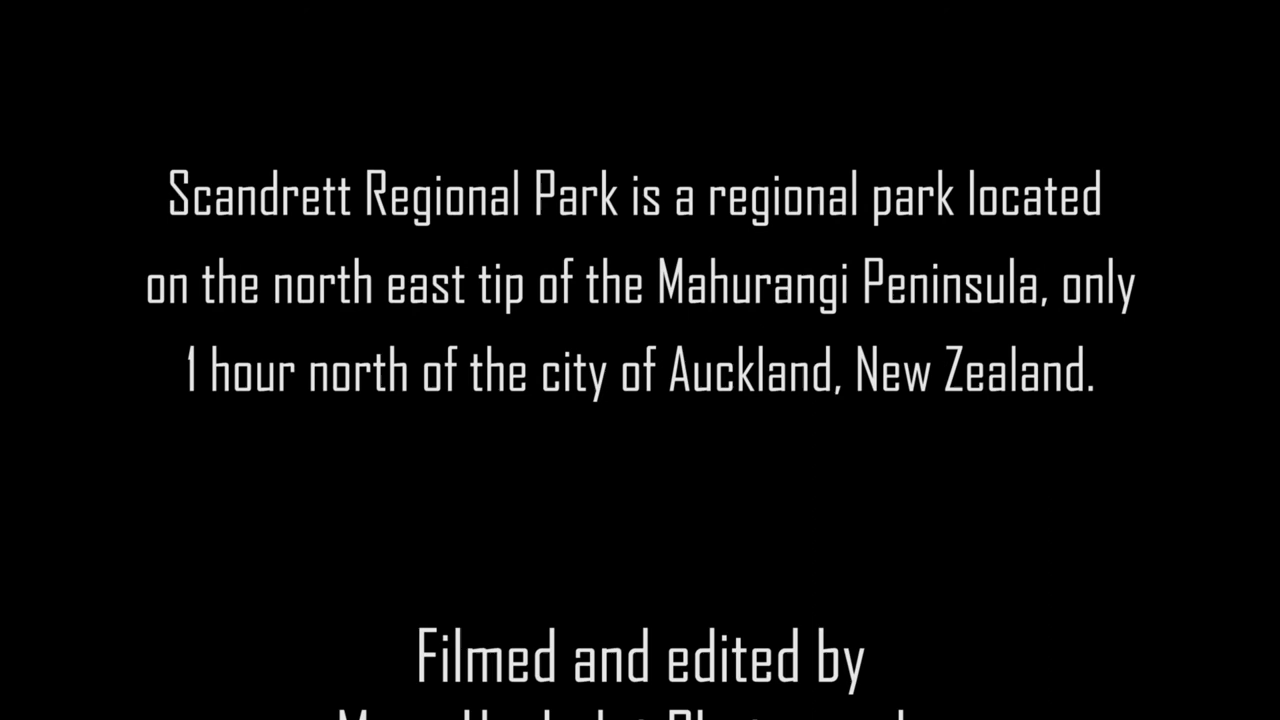 Scandrett Regional Park is a regional park located
on the north east tip of the Mahurangi Peninsula, only
1 hour north of the city of Auckland, New Zealand.
Filmed and edited by